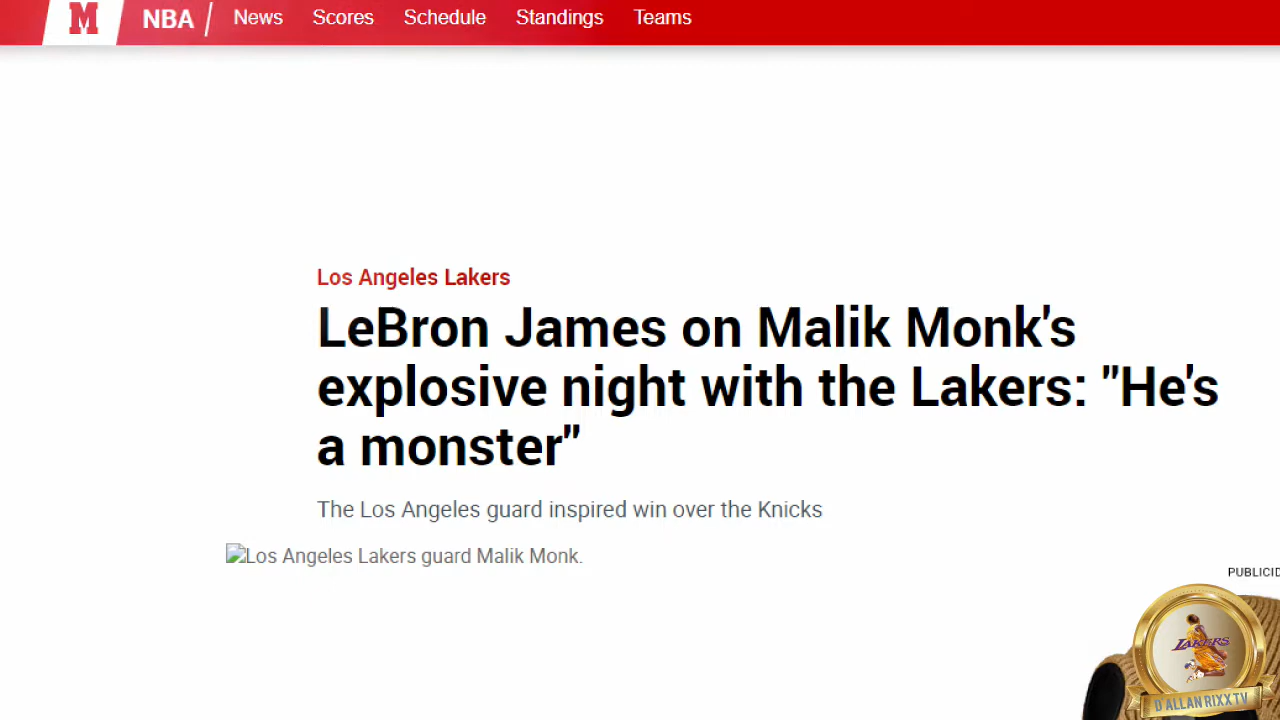 M NBA News Scores Schedule Standings Teams
Los Angeles Lakers
LeBron James on Malik Monk's
explosive night with the Lakers: "He's
a monster"
The Los Angeles guard inspired win over the Knicks
Los Angeles Lakers guard Malik Monk.
PUBLICID
LAKERS
D ALLAN RIXX TV